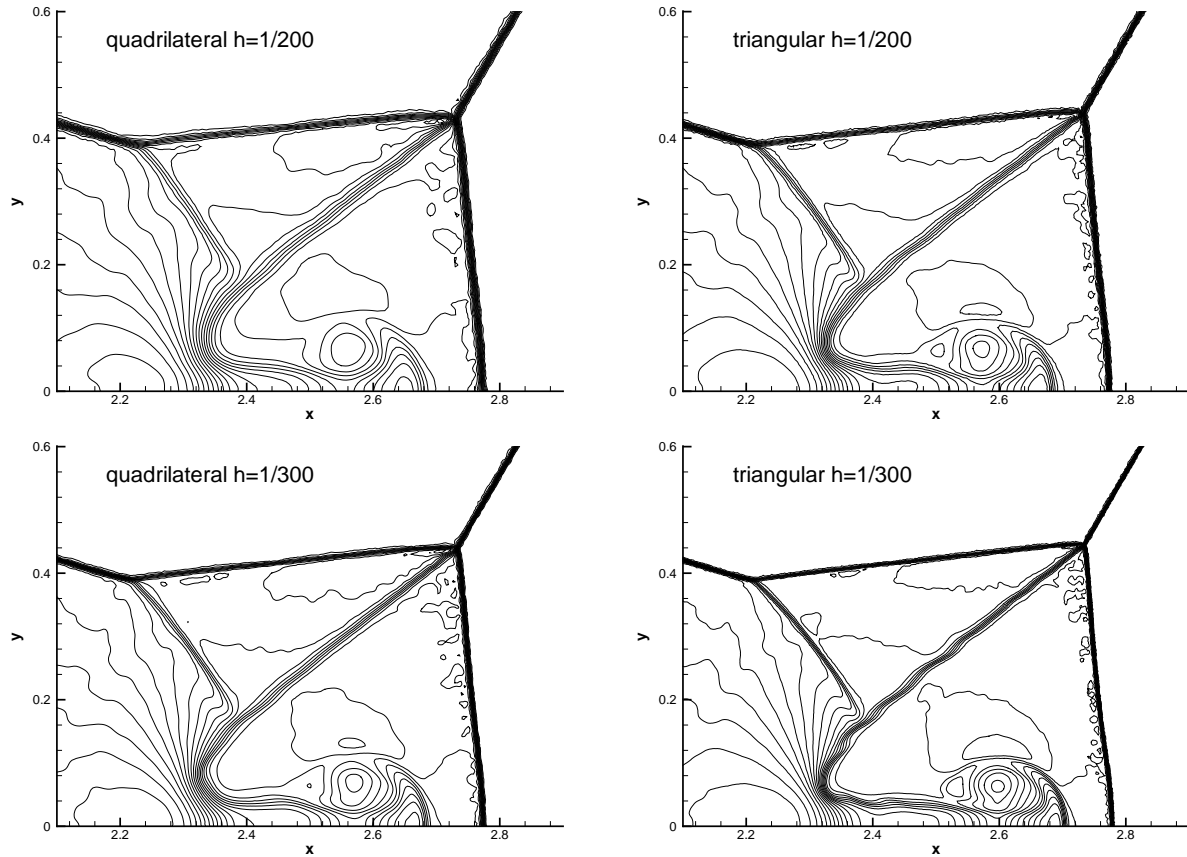 quadrilateral h=1/200
0.6
0.4
0.2
0
y
2.2 2.4 2.6 2.8
x
triangular h=1/200
0.6
0.4
0.2
0
y
2.2 2.4 2.6 2.8
x
quadrilateral h=1/300
0.6
0.4
0.2
0
y
2.2 2.4 2.6 2.8
x
triangular h=1/300
0.6
0.4
0.2
0
y
2.2 2.4 2.6 2.8
x